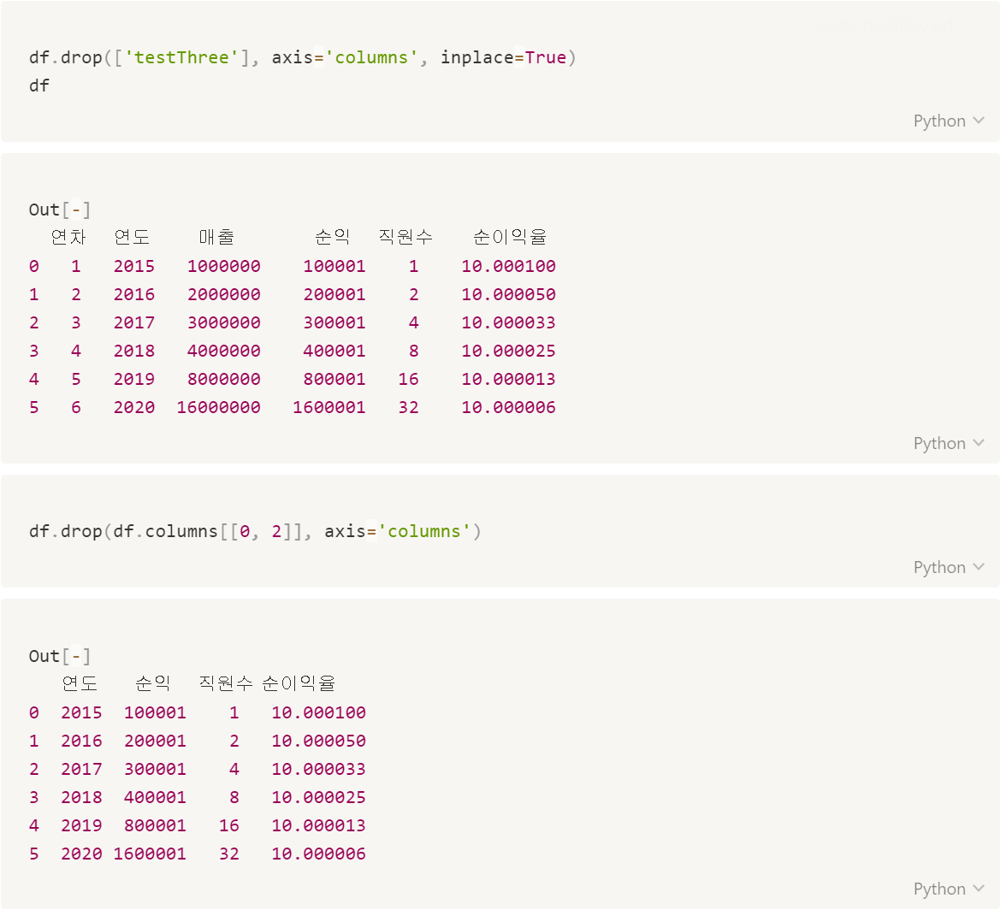 df.drop(['testThree'], axis='columns', inplace=True)
df
Python
Out[-]
연차 연도 매출 순익 직원수 순이익율
0 1 2015 1000000 100001 1 10.000100
1 2 2016 2000000 200001 2 10.000050
2 3 2017 3000000 300001 4 10.000033
3 4 2018 4000000 400001 8 10.000025
4 5 2019 8000000 800001 16 10.000013
5 6 2020 16000000 1600001 32 10.000006
Python
df.drop(df.columns[[0, 2]], axis='columns')
Python
Out[-]
연도 순익 직원수 순이익율
0 2015 100001 1 10.000100
1 2016 200001 2 10.000050
2 2017 300001 4 10.000033
3 2018 400001 8 10.000025
4 2019 800001 16 10.000013
5 2020 1600001 32 10.000006
Python